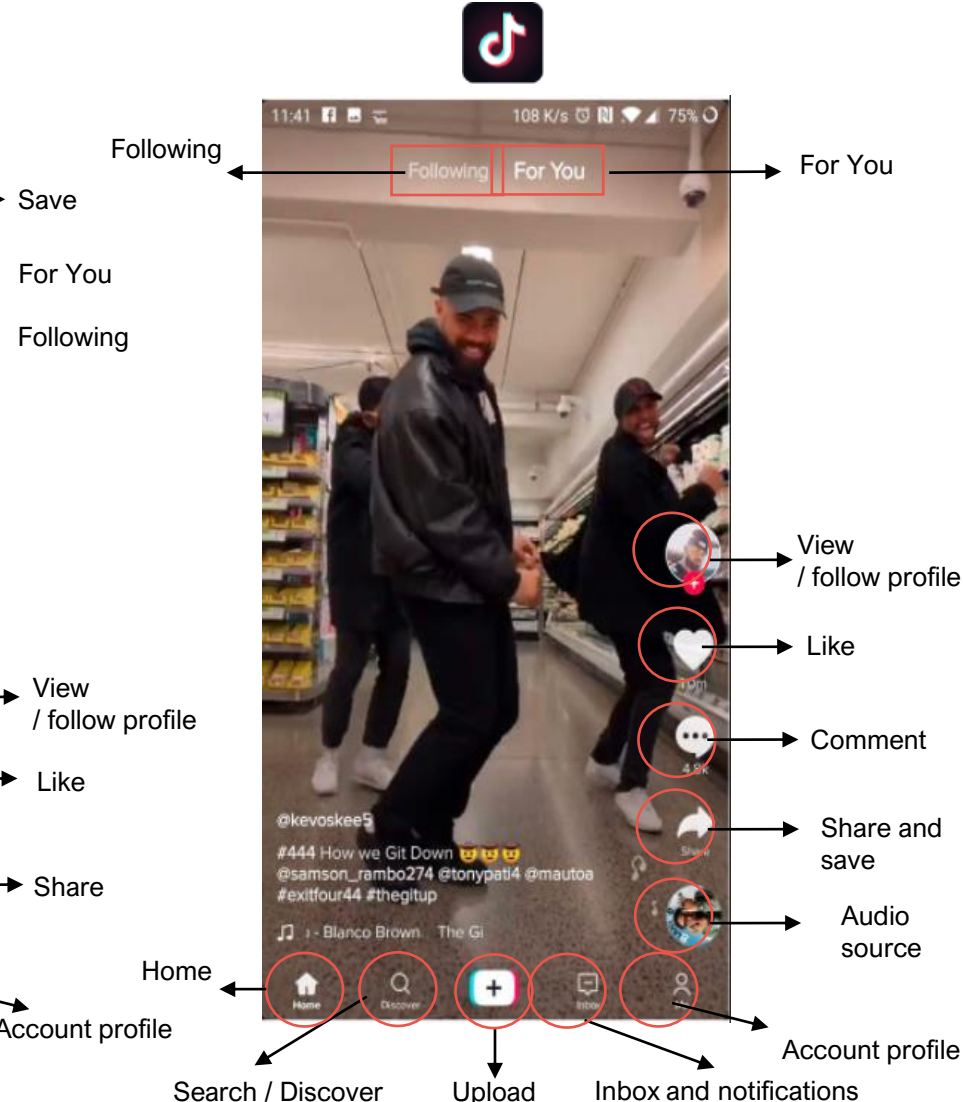 11:41
108 K/s
75%
Following
Following
For You
For You
Save
For You
Following
View
/ follow profile
Like
View
/ follow profile
Like
Comment
4.8k
@kevoskee5
#444 How we Git Down 🤠🤠🤠
@samson_rambo274 @tonypati4 @mautoa
#exitfour44 #thegitup
- Blanco Brown The Gi
Share
Share and
save
Share
Audio
source
Home
Home
Discover
Inbox
Account profile
Account profile
Search / Discover
Upload
Inbox and notifications